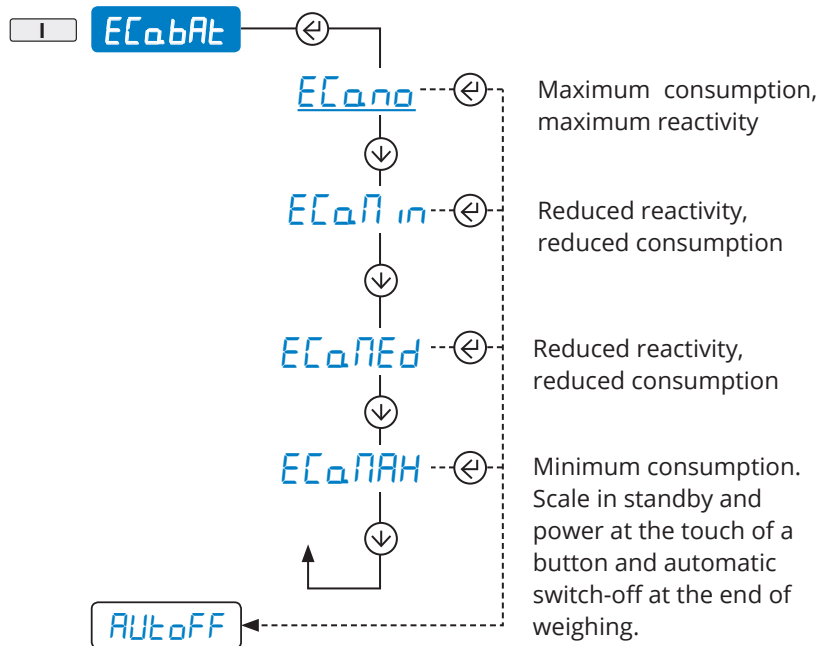 I ECobAt
ECono
Maximum consumption,
maximum reactivity
ECoMin
Reduced reactivity,
reduced consumption
ECoMEd
Reduced reactivity,
reduced consumption
ECoMAH
Minimum consumption.
Scale in standby and
power at the touch of a
button and automatic
switch-off at the end of
weighing.
AUtoFF